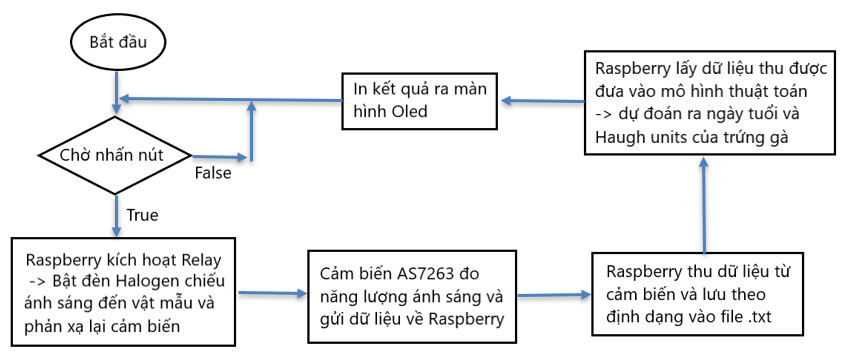 Bắt đầu
Chờ nhấn nút
False
True
Raspberry kích hoạt Relay
-> Bật đèn Halogen chiếu
ánh sáng đến vật mẫu và
phản xạ lại cảm biến
Cảm biến AS7263 đo
năng lượng ánh sáng và
gửi dữ liệu về Raspberry
Raspberry thu dữ liệu từ
cảm biến và lưu theo
định dạng vào file .txt
Raspberry lấy dữ liệu thu được
đưa vào mô hình thuật toán
-> dự đoán ra ngày tuổi và
Haugh units của trứng gà
In kết quả ra màn
hình Oled